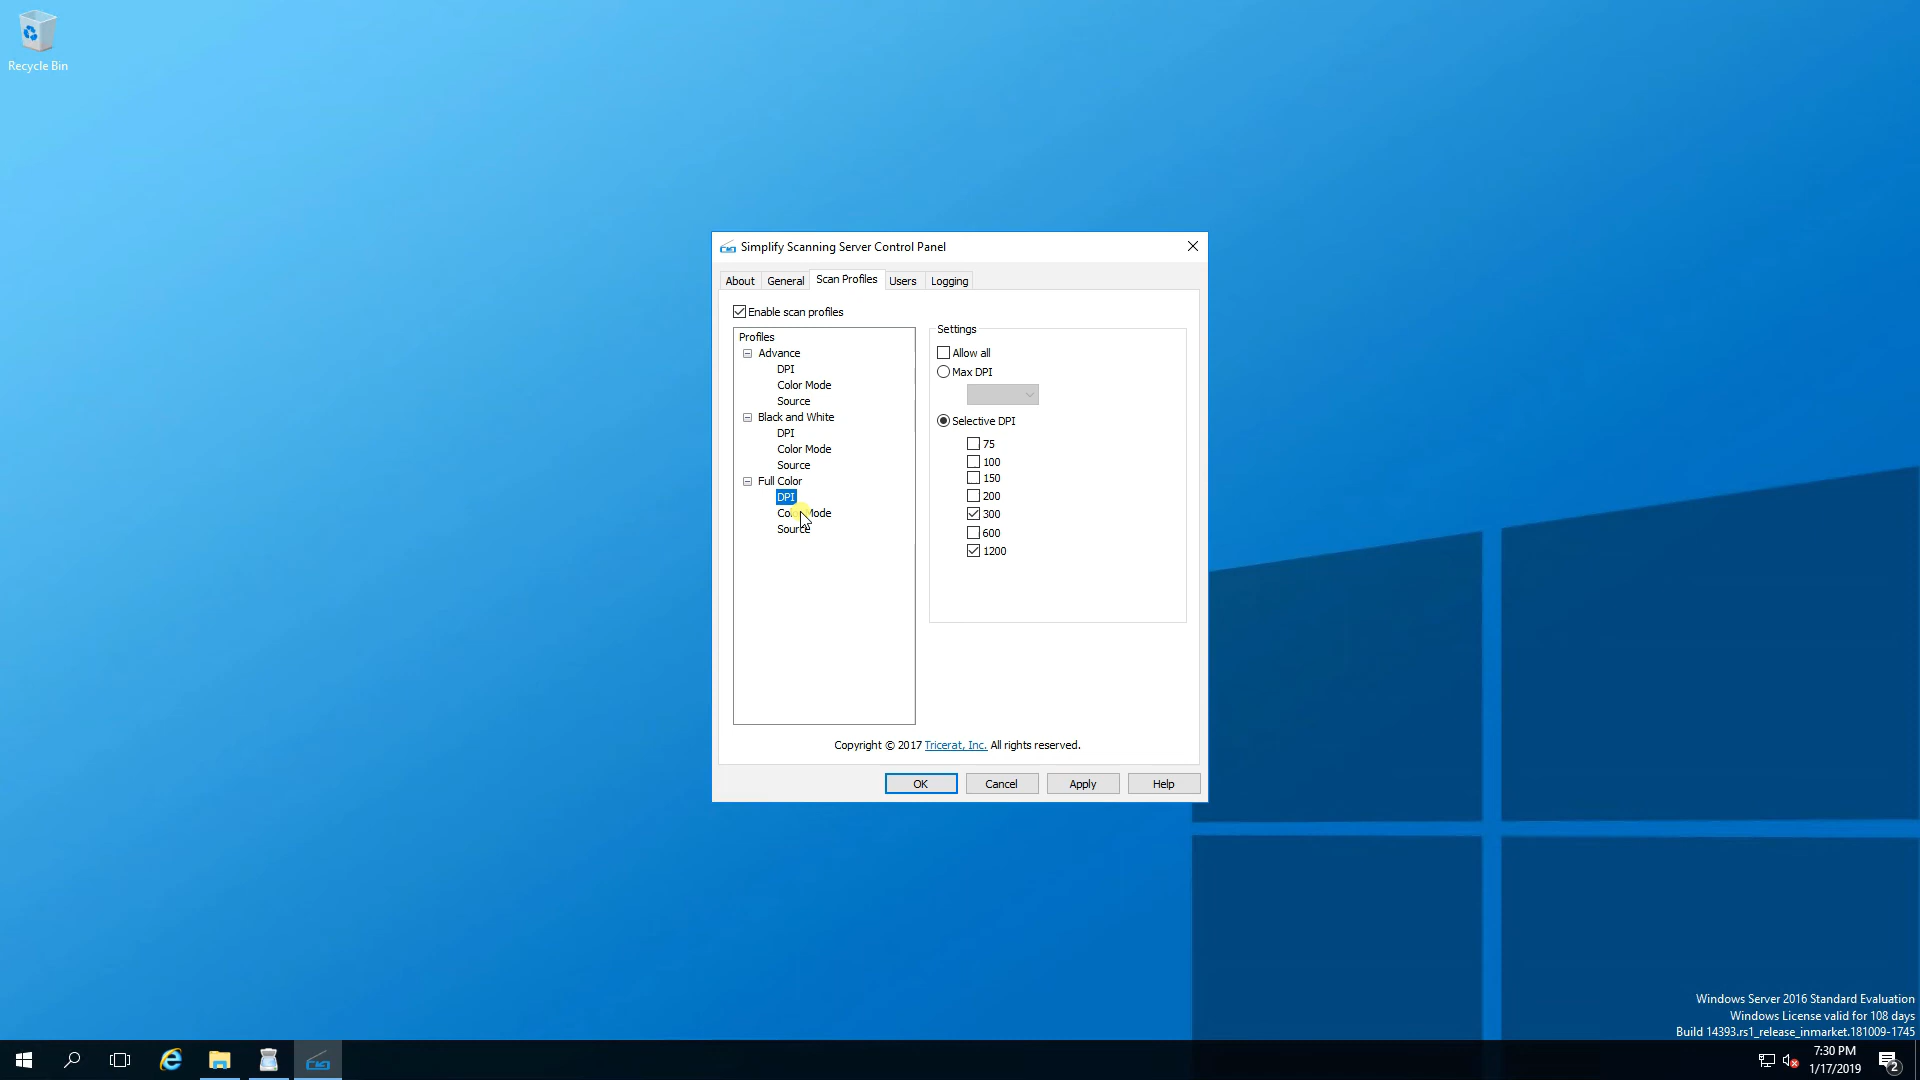 Recycle Bin
Simplify Scanning Server Control Panel
About General Scan Profiles Users Logging
Enable scan profiles
Profiles
Advance
DPI
Color Mode
Source
Black and White
DPI
Color Mode
Source
Full Color
DPI
Color Mode
Source
Settings
Allow all
Max DPI
Selective DPI
75
100
150
200
300
600
1200
Copyright © 2017 Tricerat, Inc. All rights reserved.
OK Cancel Apply Help
Windows Server 2016 Standard Evaluation
Windows License valid for 108 days
Build 14393.rs1_release_inmarket.181009-1745
7:30 PM
1/17/2019
2